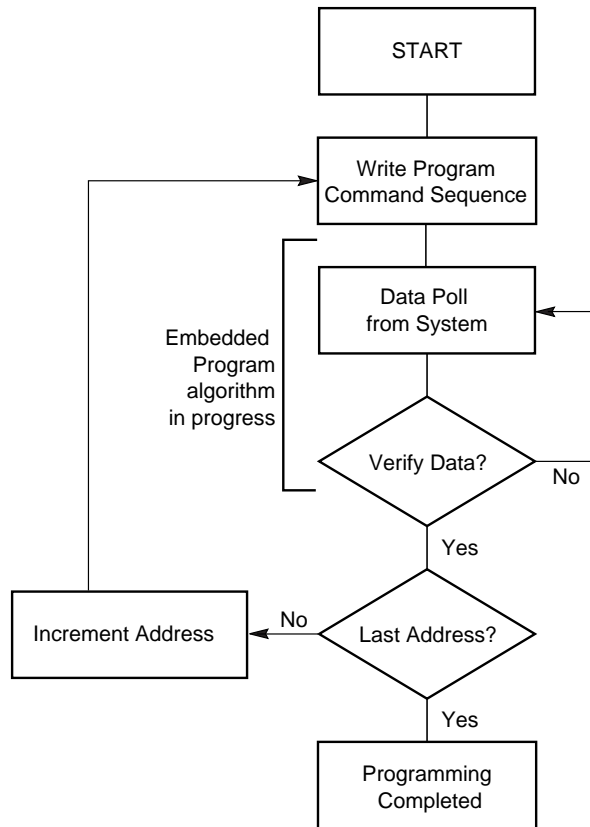 START
Write Program
Command Sequence
Data Poll
from System
Embedded
Program
algorithm
in progress
Verify Data?
No
Yes
No
Increment Address
Last Address?
Yes
Programming
Completed